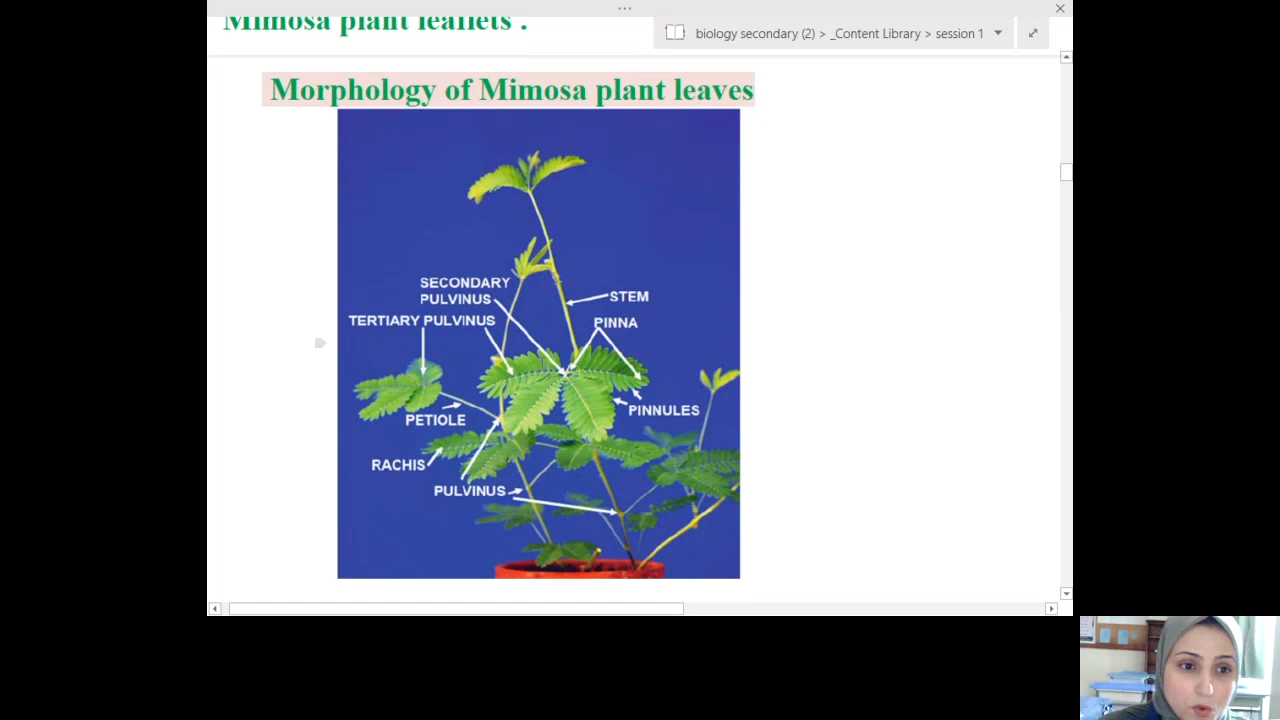 Mimosa plant leaflets :
biology secondary (2) > _Content Library > session 1
Morphology of Mimosa plant leaves
SECONDARY
PULVINUS
STEM
TERTIARY PULVINUS
PINNA
PINNULES
PETIOLE
RACHIS
PULVINUS